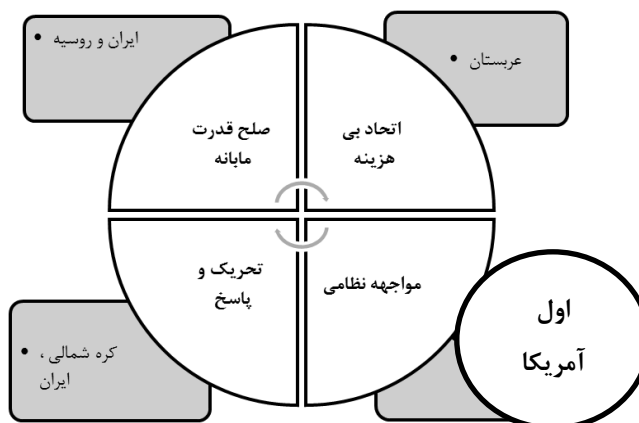 عربستان
ایران و روسیه
اتحاد بی
هزینه
صلح قدرت
مابانه
مواجهه نظامی
تحریک و
پاسخ
اول
آمریکا
کره شمالی ،
ایران